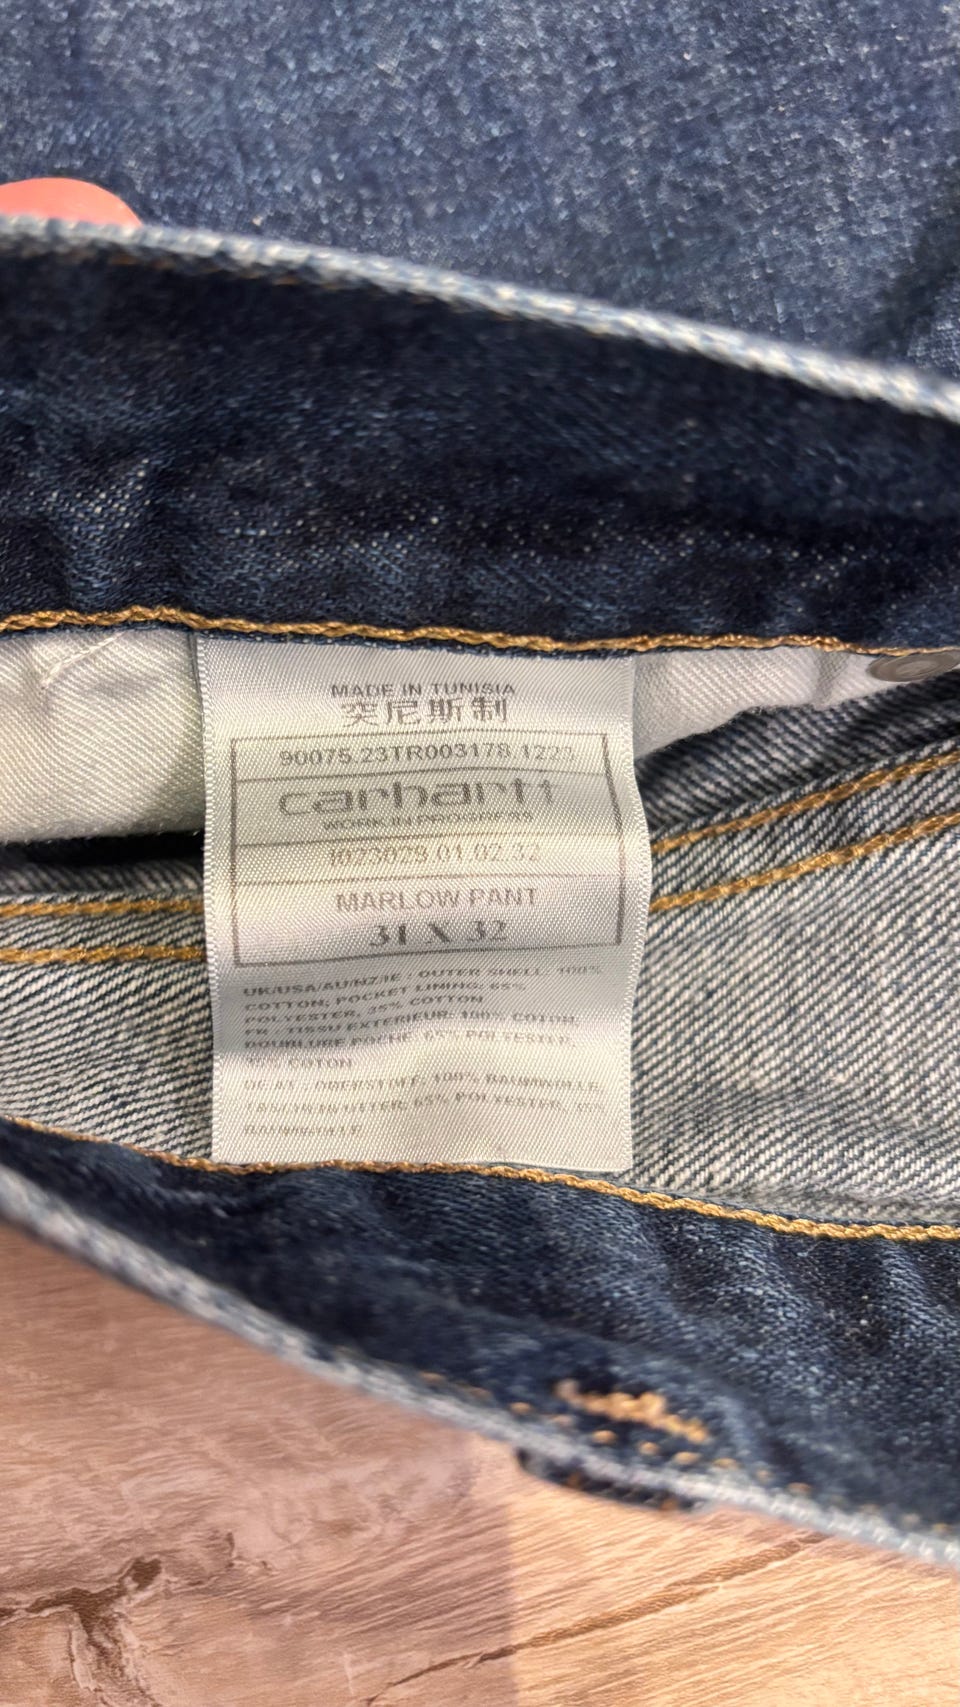 MADE IN TUNISIA
突尼斯制
90075.23TR003178.1223
carhartt
WORK IN PROGRESS
I023029.01.02.32
MARLOW PANT
31 X 32
UK/USA/AU/NZ/IE : OUTER SHELL: 100%
COTTON; POCKET LINING: 65%
POLYESTER, 35% COTTON
FR : TISSU EXTERIEUR: 100% COTON,
DOUBLURE POCHE: 65% POLYESTER,
35% COTON
DE AT : OBERSTOFF: 100% BAUMWOLLE,
TASCHENFUTTER: 65% POLYESTER, 35%
BAUMWOLLE